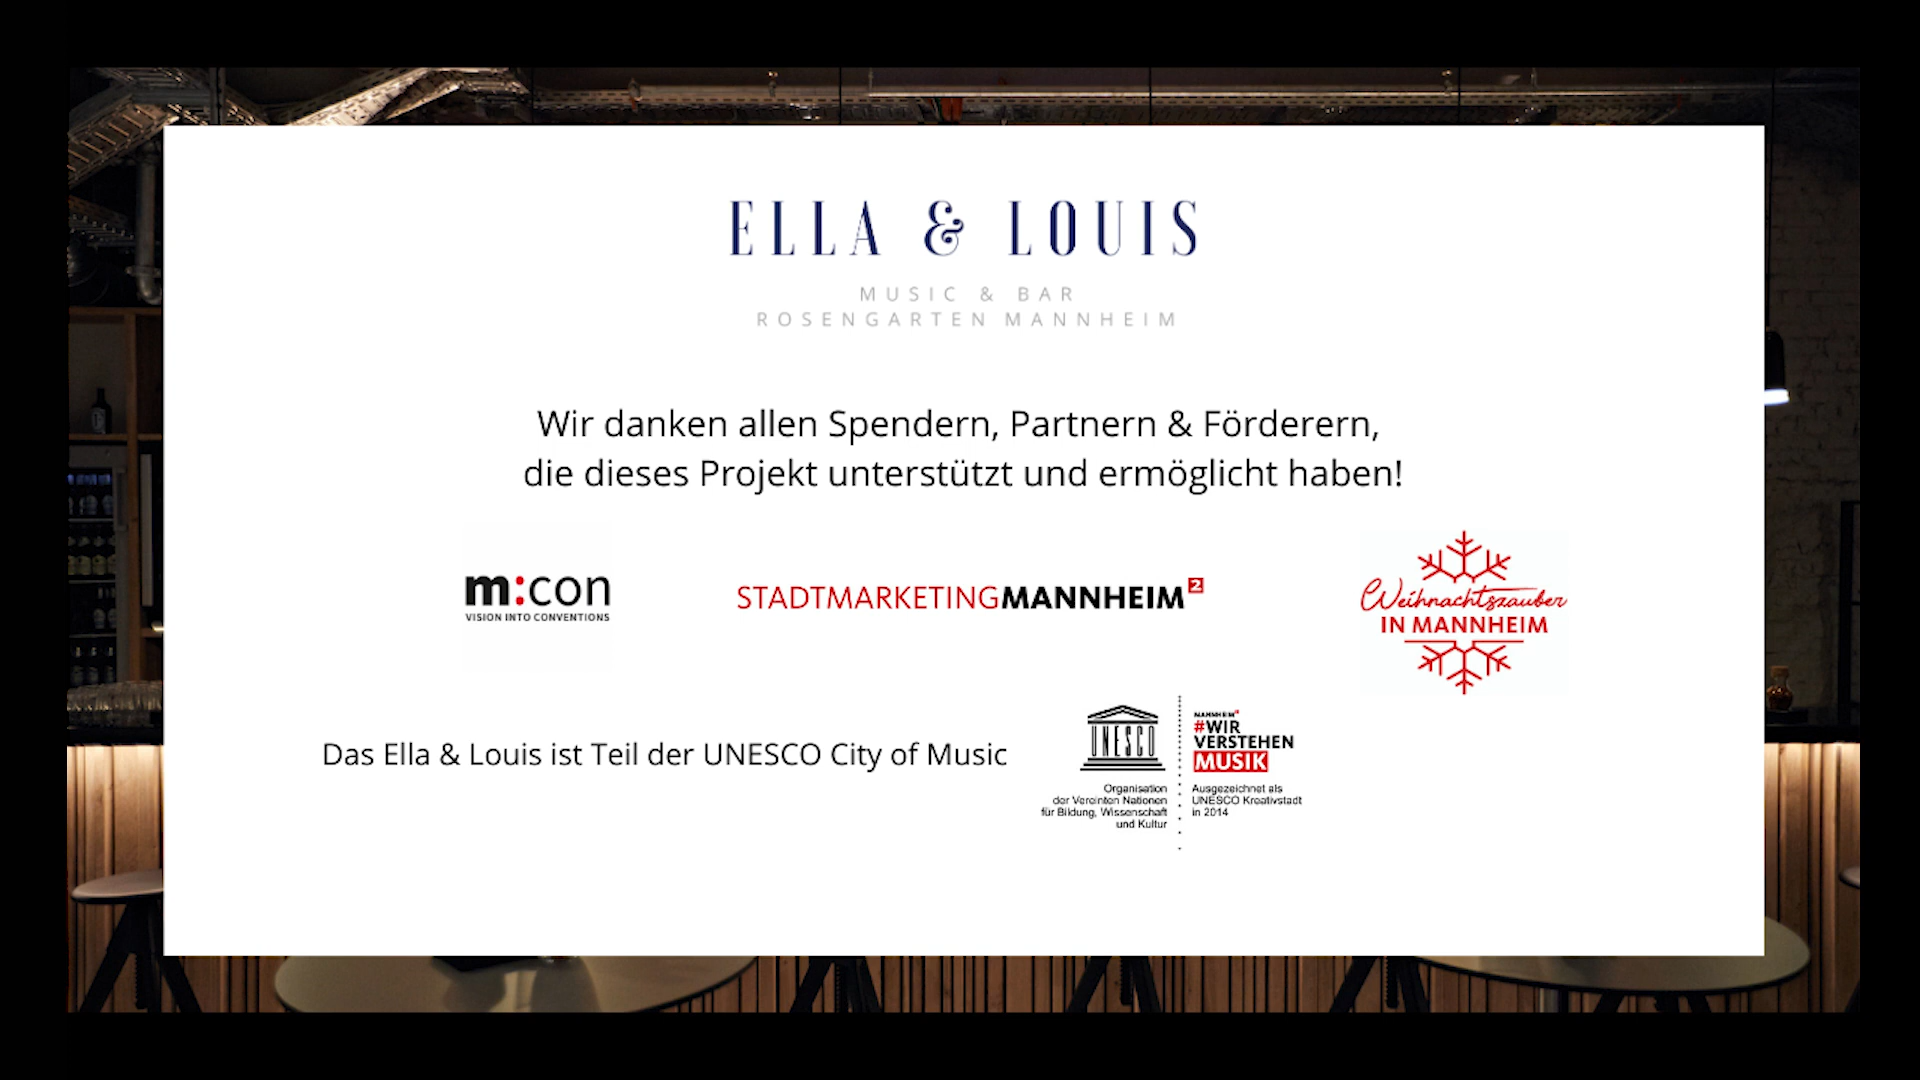 ELLA & LOUIS
MUSIC & BAR
ROSENGARTEN MANNHEIM
Wir danken allen Spendern, Partnern & Förderern,
die dieses Projekt unterstützt und ermöglicht haben!
m:con
VISION INTO CONVENTIONS
STADTMARKETINGMANNHEIM²
Weihnachtszauber
IN MANNHEIM
Das Ella & Louis ist Teil der UNESCO City of Music
UNESCO
Organisation
der Vereinten Nationen
für Bildung, Wissenschaft
und Kultur
MANNHEIM²
#WIR
VERSTEHEN
MUSIK
Ausgezeichnet als
UNESCO Kreativstadt
in 2014